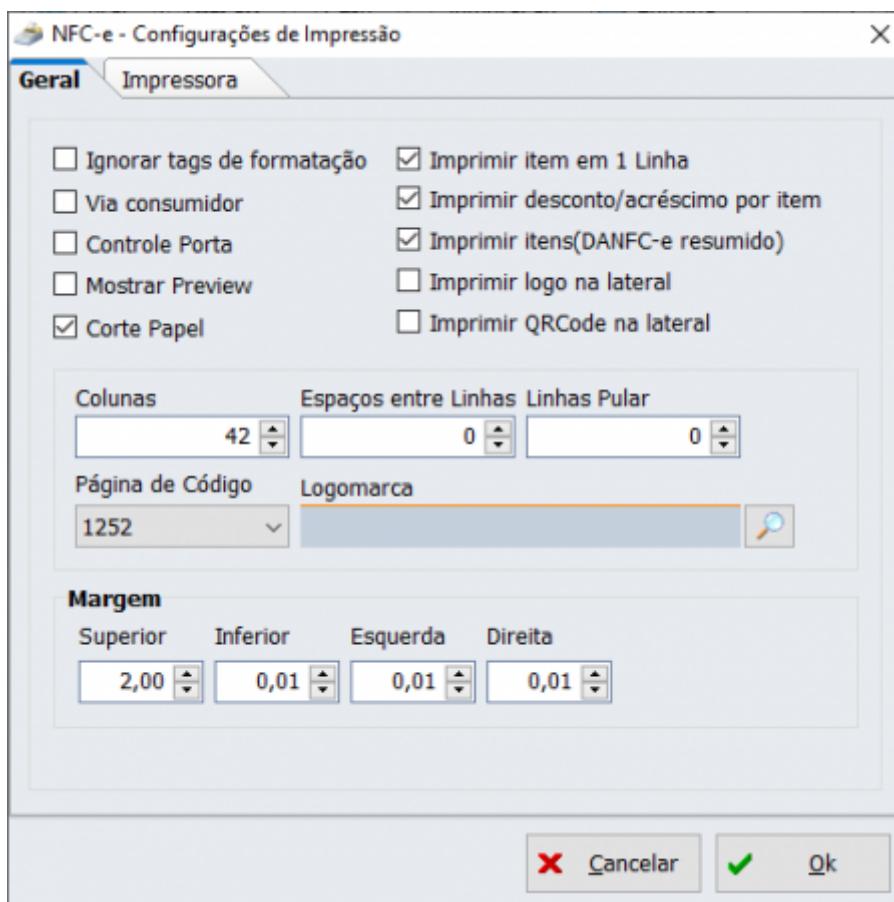 NFC-e - Configurações de Impressão
Geral Impressora
Ignorar tags de formatação
Via consumidor
Controle Porta
Mostrar Preview
Corte Papel
Imprimir item em 1 Linha
Imprimir desconto/acréscimo por item
Imprimir itens(DANFC-e resumido)
Imprimir logo na lateral
Imprimir QRCode na lateral
Colunas Espaços entre Linhas Linhas Pular
42 0 0
Página de Código Logomarca
1252
Margem
Superior Inferior Esquerda Direita
2,00 0,01 0,01 0,01
Cancelar Ok